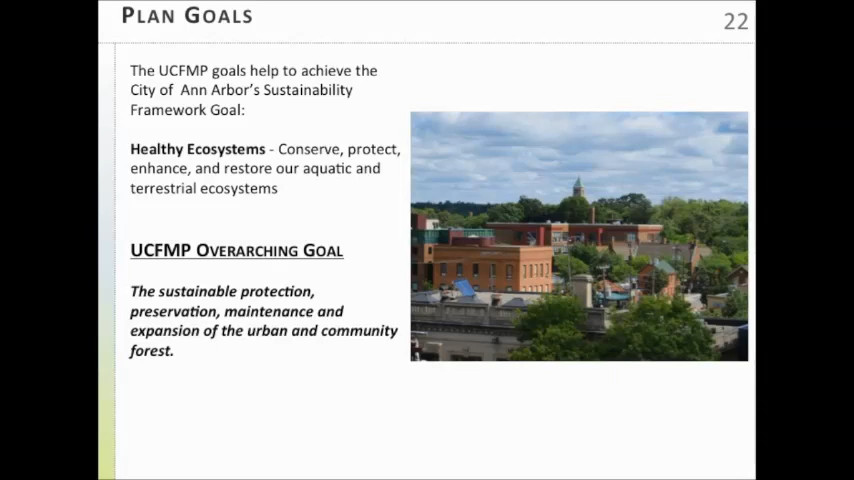 PLAN GOALS
22
The UCFMP goals help to achieve the
City of Ann Arbor's Sustainability
Framework Goal:
Healthy Ecosystems - Conserve, protect,
enhance, and restore our aquatic and
terrestrial ecosystems
UCFMP OVERARCHING GOAL
The sustainable protection,
preservation, maintenance and
expansion of the urban and community
forest.